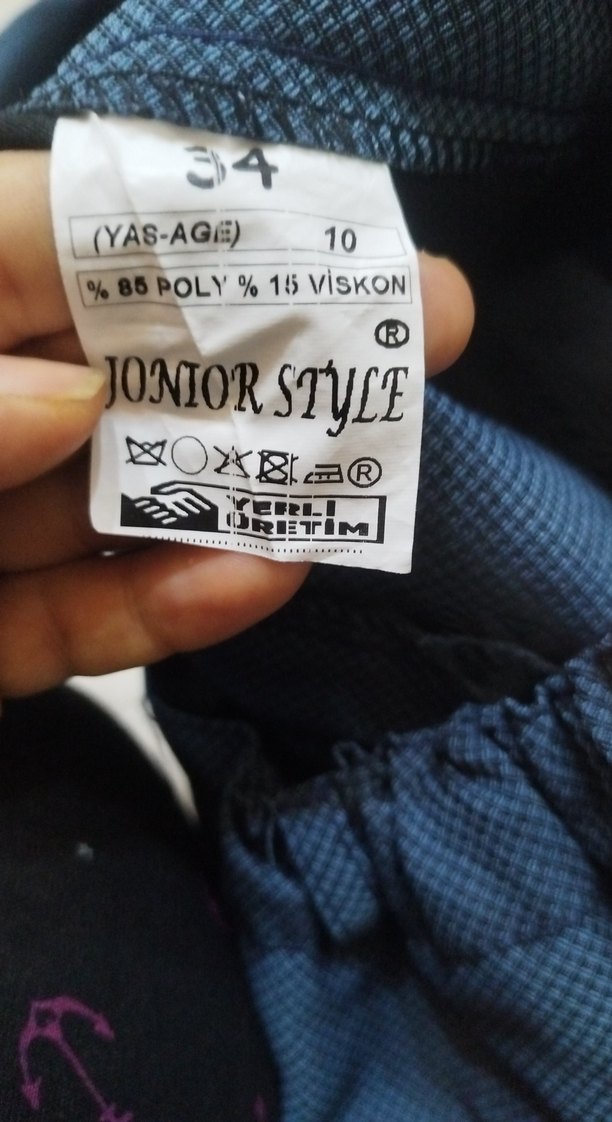 34
(YAS-AGE) 10
% 85 POLY % 15 VİSKON
®
JONIOR STYLE
®
YERLİ
ÜRETİM